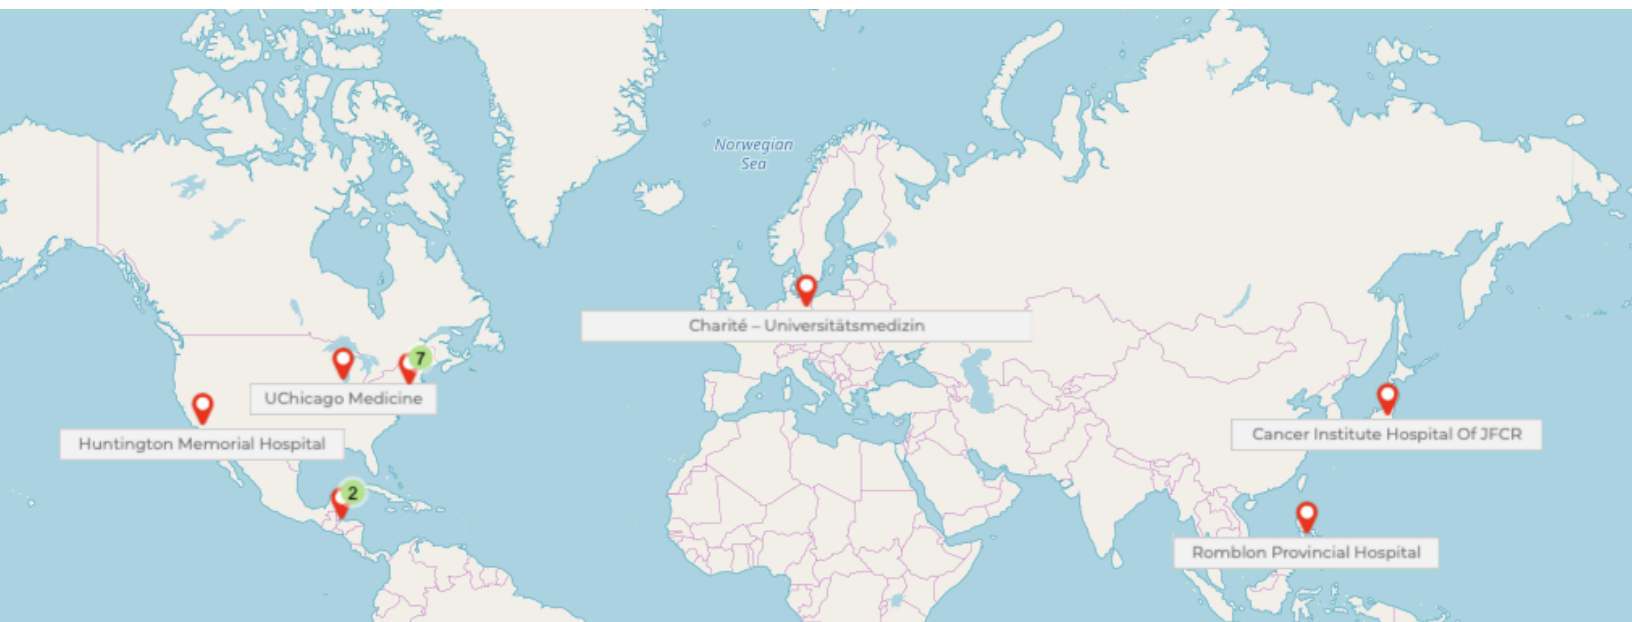 Norwegian
Sea
Charité – Universitätsmedizin
7
UChicago Medicine
Cancer Institute Hospital Of JFCR
Huntington Memorial Hospital
2
Romblon Provincial Hospital